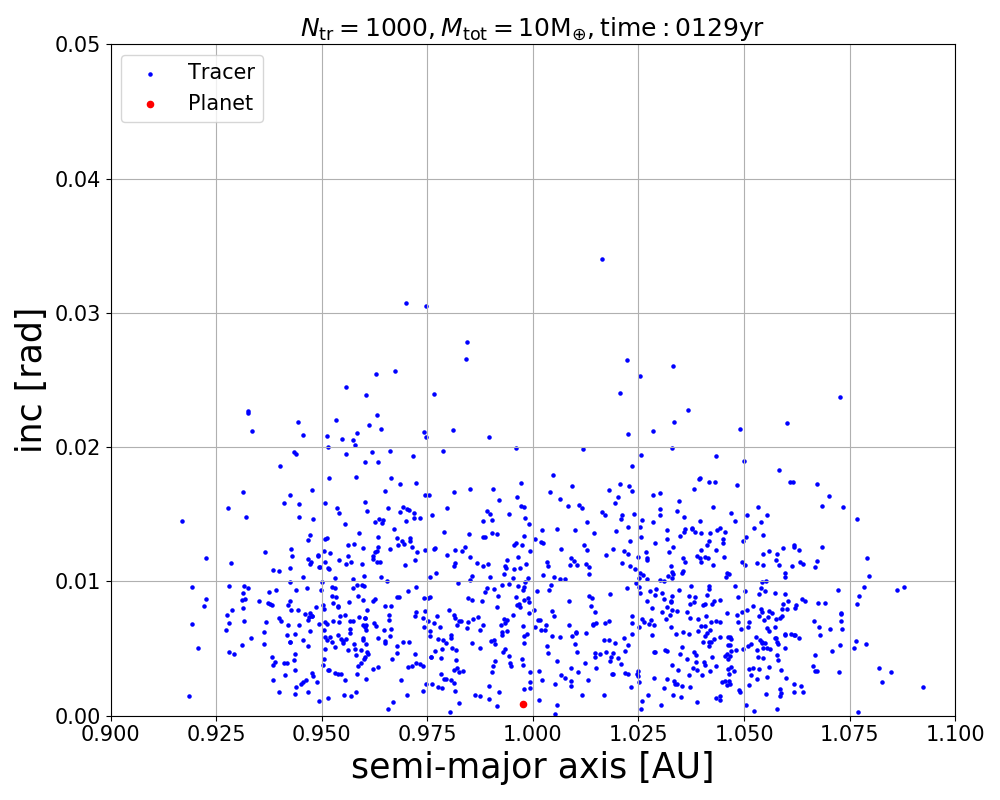 N_tr = 1000, M_tot = 10M_⊕, time : 0129yr
0.05
Tracer
Planet
0.04
0.03
inc [rad]
0.02
0.01
0.00
0.900 0.925 0.950 0.975 1.000 1.025 1.050 1.075 1.100
semi-major axis [AU]